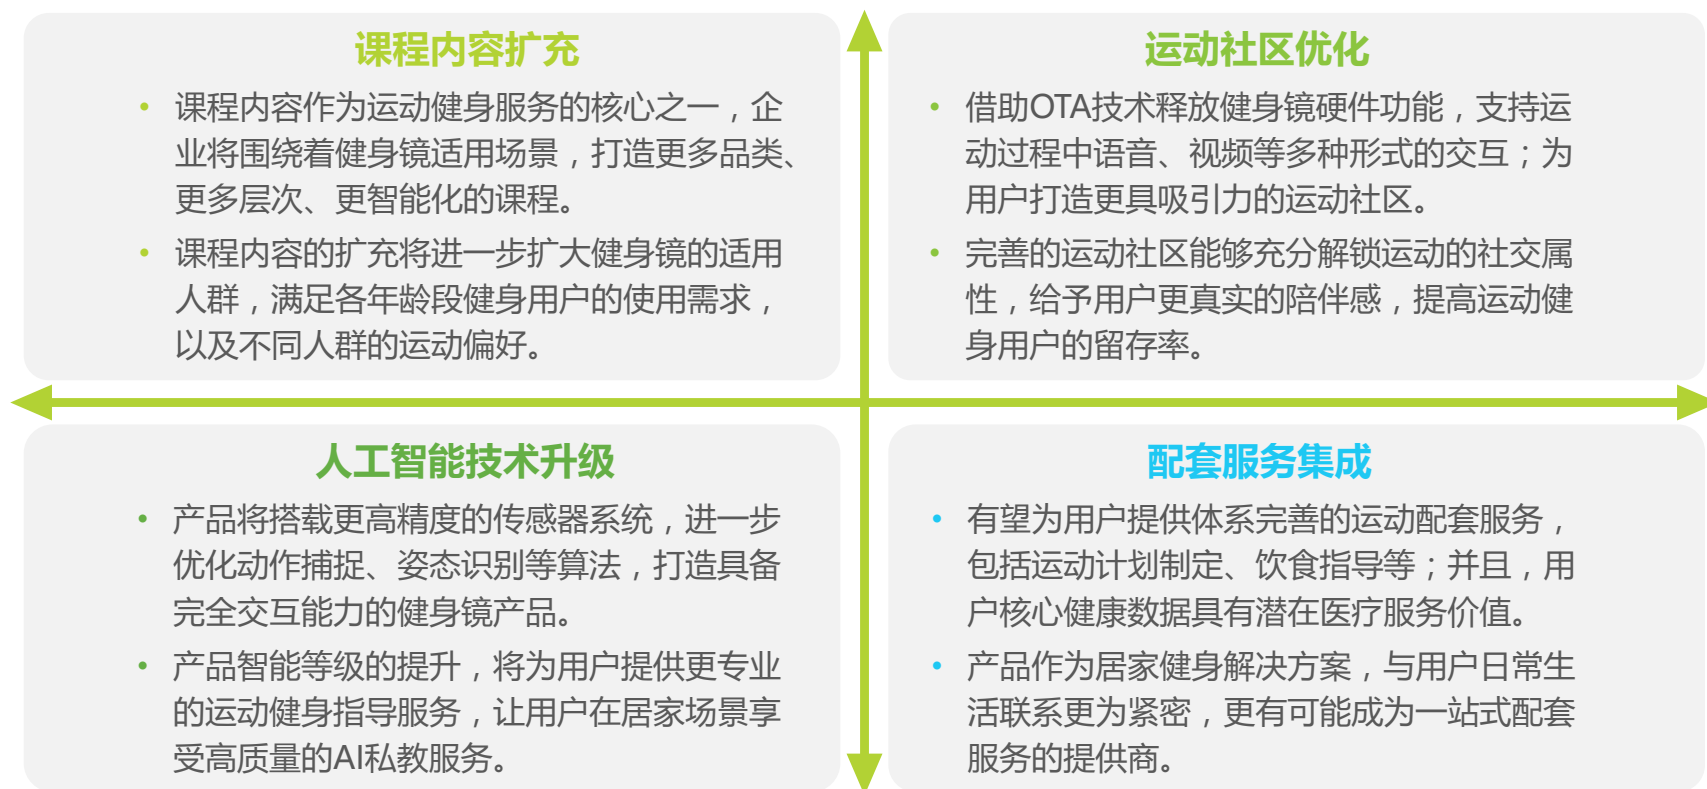 课程内容扩充
• 课程内容作为运动健身服务的核心之一，企
业将围绕着健身镜适用场景，打造更多品类、
更多层次、更智能化的课程。
• 课程内容的扩充将进一步扩大健身镜的适用
人群，满足各年龄段健身用户的使用需求，
以及不同人群的运动偏好。
运动社区优化
• 借助OTA技术释放健身镜硬件功能，支持运
动过程中语音、视频等多种形式的交互；为
用户打造更具吸引力的运动社区。
• 完善的运动社区能够充分解锁运动的社交属
性，给予用户更真实的陪伴感，提高运动健
身用户的留存率。
人工智能技术升级
• 产品将搭载更高精度的传感器系统，进一步
优化动作捕捉、姿态识别等算法，打造具备
完全交互能力的健身镜产品。
• 产品智能等级的提升，将为用户提供更专业
的运动健身指导服务，让用户在居家场景享
受高质量的AI私教服务。
配套服务集成
• 有望为用户提供体系完善的运动配套服务，
包括运动计划制定、饮食指导等；并且，用
户核心健康数据具有潜在医疗服务价值。
• 产品作为居家健身解决方案，与用户日常生
活联系更为紧密，更有可能成为一站式配套
服务的提供商。